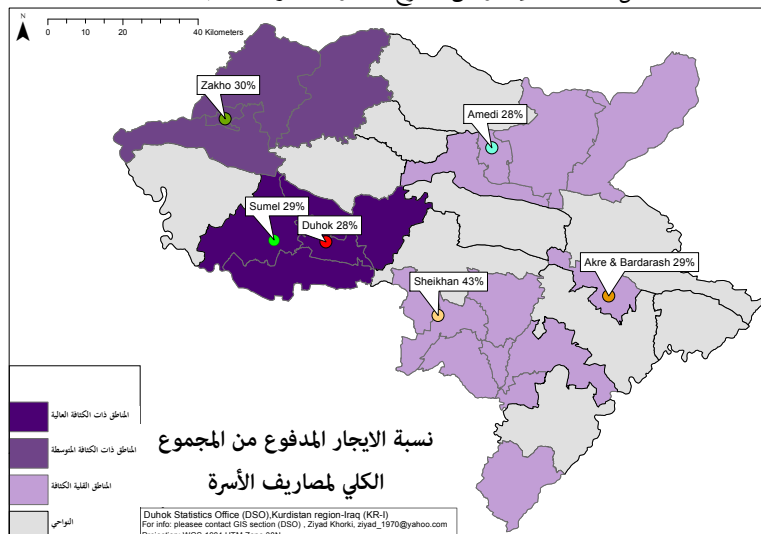 N
0 10 20 40 Kilometers
Zakho 30%
Amedi 28%
Sumel 29%
Duhok 28%
Sheikhan 43%
Akre & Bardarash 29%
المناطق ذات الكثافة العالية
المناطق ذات الكثافة المتوسطة
المناطق القليلة الكثافة
النواحي
نسبة الايجار المدفوع من المجموع
الكلي لمصاريف الأسرة
Duhok Statistics Office (DSO),Kurdistan region-Iraq (KR-I)
For info: pleasee contact GIS section (DSO) , Ziyad Khorki, ziyad_1970@yahoo.com